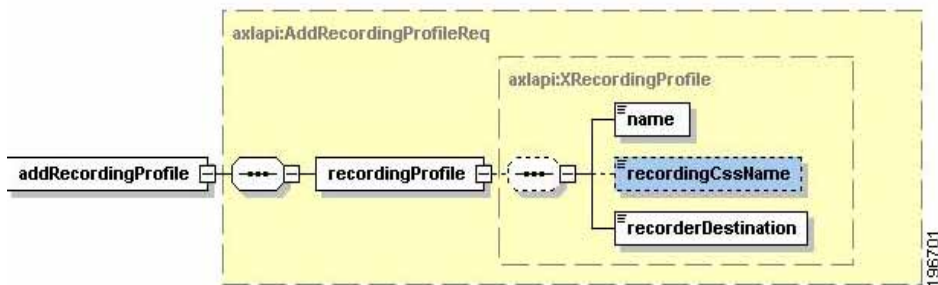 axlapi:AddRecordingProfileReq
axlapi:XRecordingProfile
name
addRecordingProfile
recordingProfile
recordingCssName
recorderDestination
196701